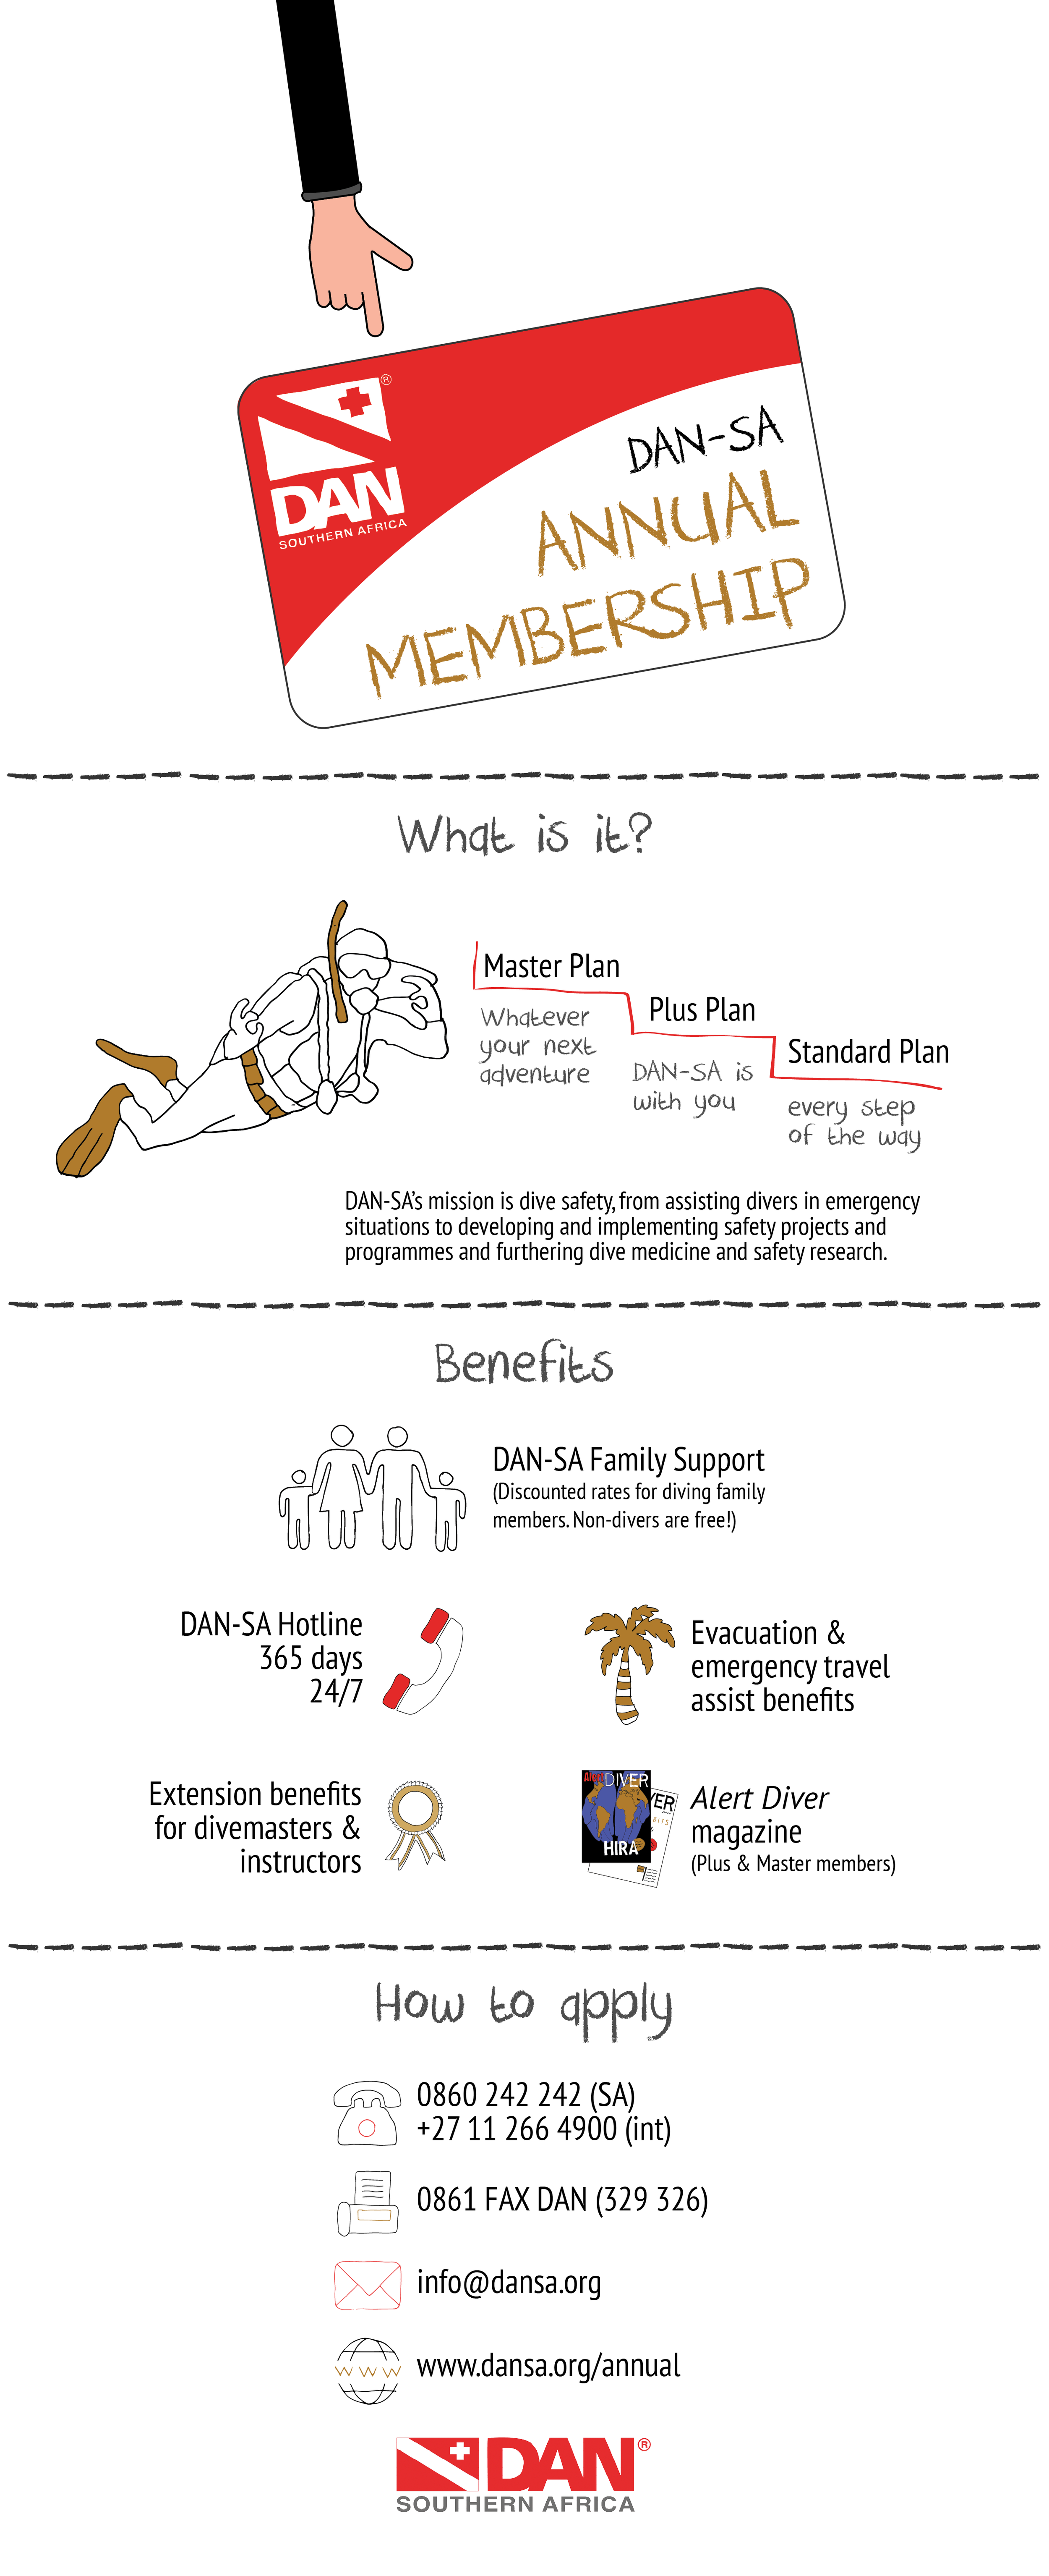 DAN®
SOUTHERN AFRICA
DAN-SA
ANNUAL
MEMBERSHIP
What is it?
Master Plan
Whatever
your next
adventure
Plus Plan
DAN-SA is
with you
Standard Plan
every step
of the way
DAN-SA's mission is dive safety, from assisting divers in emergency
situations to developing and implementing safety projects and
programmes and furthering dive medicine and safety research.
Benefits
DAN-SA Family Support
(Discounted rates for diving family
members. Non-divers are free!)
DAN-SA Hotline
365 days
24/7
Evacuation &
emergency travel
assist benefits
Extension benefits
for divemasters &
instructors
Alert DIVER
HIRA
Alert Diver
magazine
(Plus & Master members)
How to apply
0860 242 242 (SA)
+27 11 266 4900 (int)
0861 FAX DAN (329 326)
info@dansa.org
W W W
www.dansa.org/annual
DAN®
SOUTHERN AFRICA